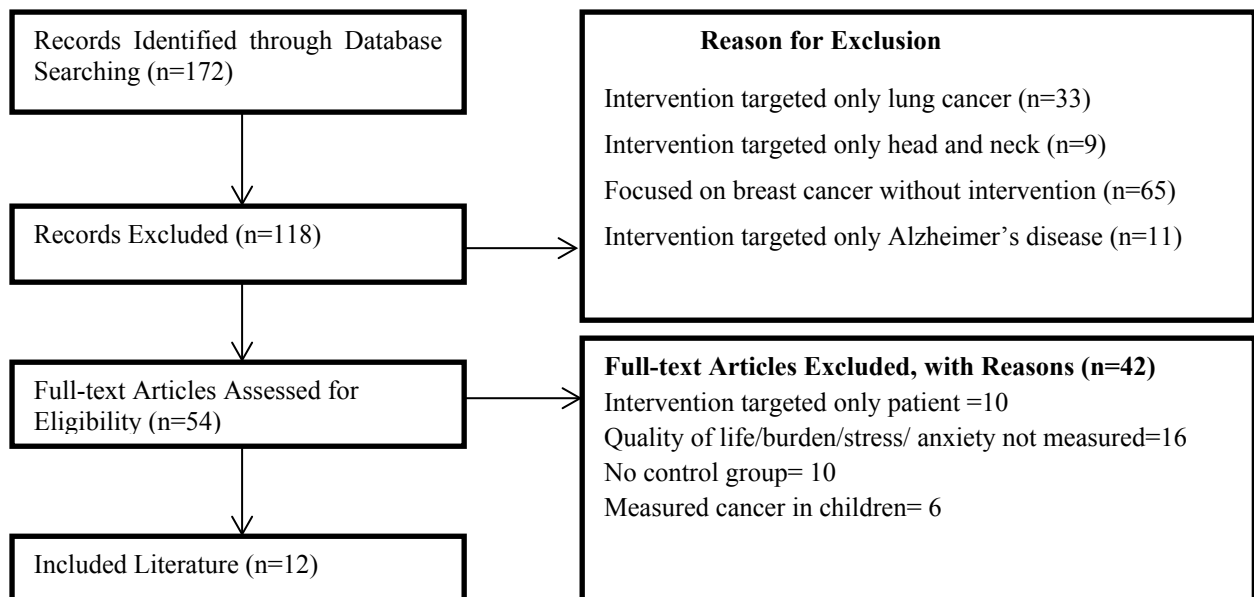 Records Identified through Database
Searching (n=172)
Reason for Exclusion
Intervention targeted only lung cancer (n=33)
Intervention targeted only head and neck (n=9)
Focused on breast cancer without intervention (n=65)
Intervention targeted only Alzheimer’s disease (n=11)
Records Excluded (n=118)
Full-text Articles Assessed for
Eligibility (n=54)
Full-text Articles Excluded, with Reasons (n=42)
Intervention targeted only patient =10
Quality of life/burden/stress/ anxiety not measured=16
No control group= 10
Measured cancer in children= 6
Included Literature (n=12)